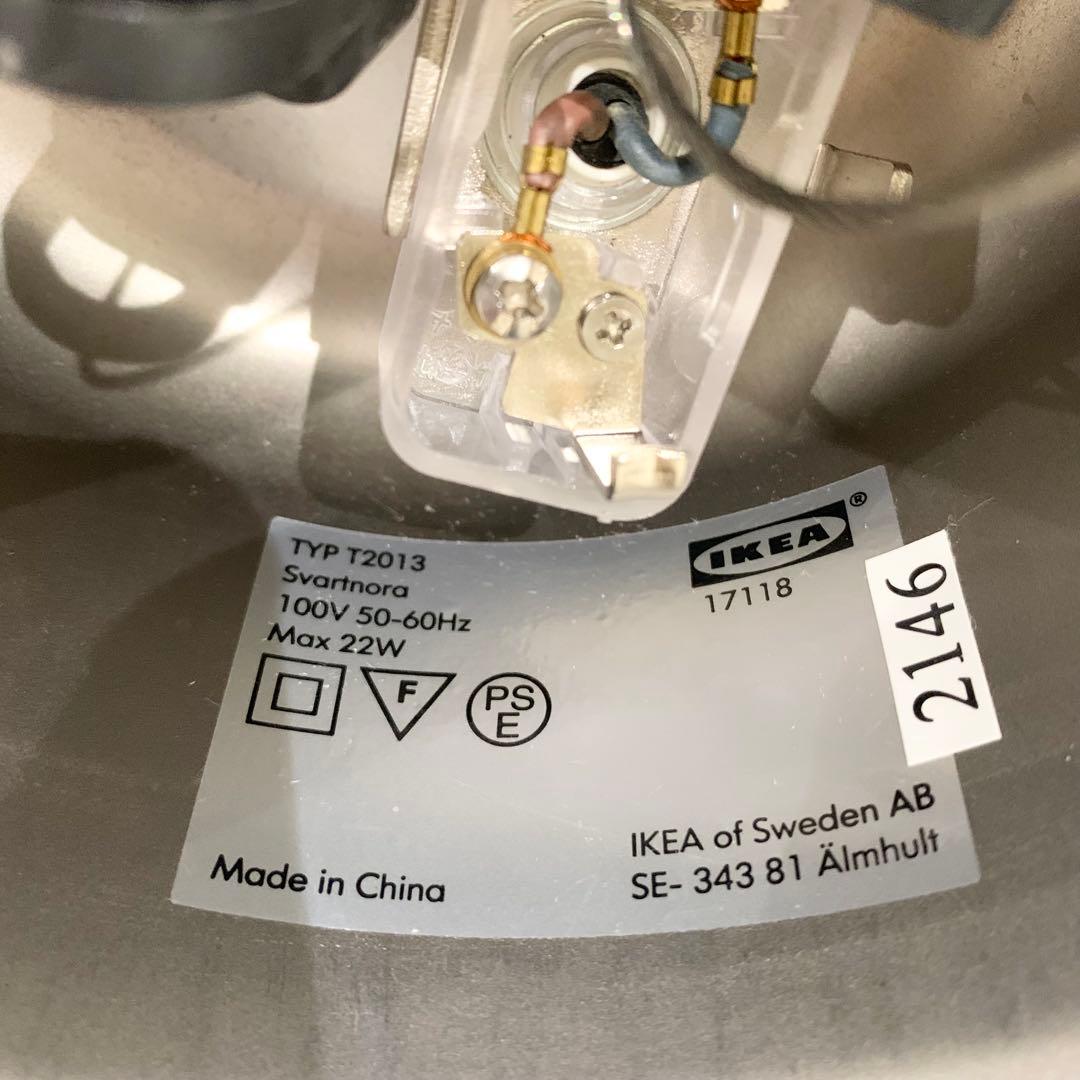 TYP T2013
Svartnora
100V 50-60Hz
Max 22W
F
PS
E
IKEA®
17118
2146
Made in China
IKEA of Sweden AB
SE- 343 81 Älmhult